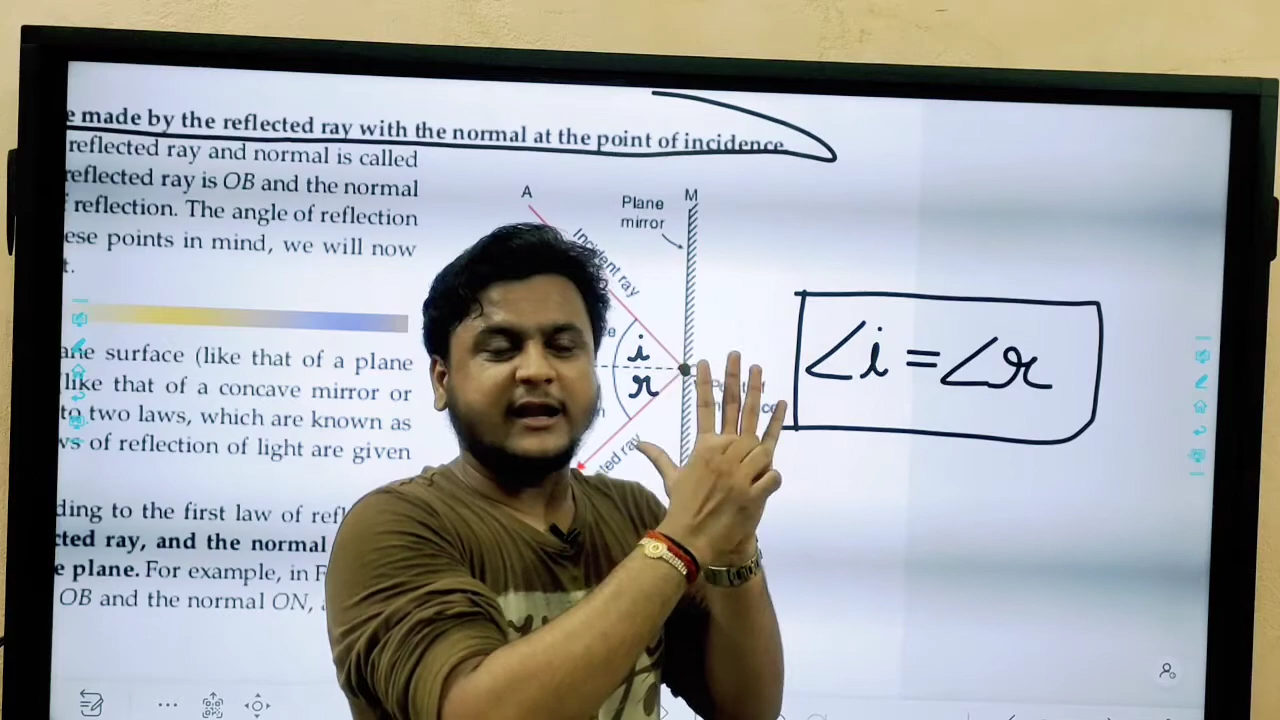 e made by the reflected ray with the normal at the point of incidence
reflected ray and normal is called
reflected ray is OB and the normal
reflection. The angle of reflection
ese points in mind, we will now
t.
A
Plane
mirror
M
Incident ray
i
r
∠i = ∠r
ane surface (like that of a plane
like that of a concave mirror or
to two laws, which are known as
ws of reflection of light are given
ted ray
ding to the first law of refl
cted ray, and the normal
e plane. For example, in F
OB and the normal ON,